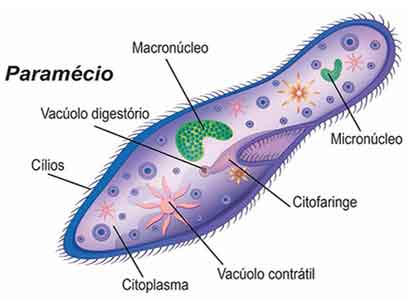 Macronúcleo
Paramécio
Vacúolo digestório
Micronúcleo
Cílios
Citofaringe
Vacúolo contrátil
Citoplasma